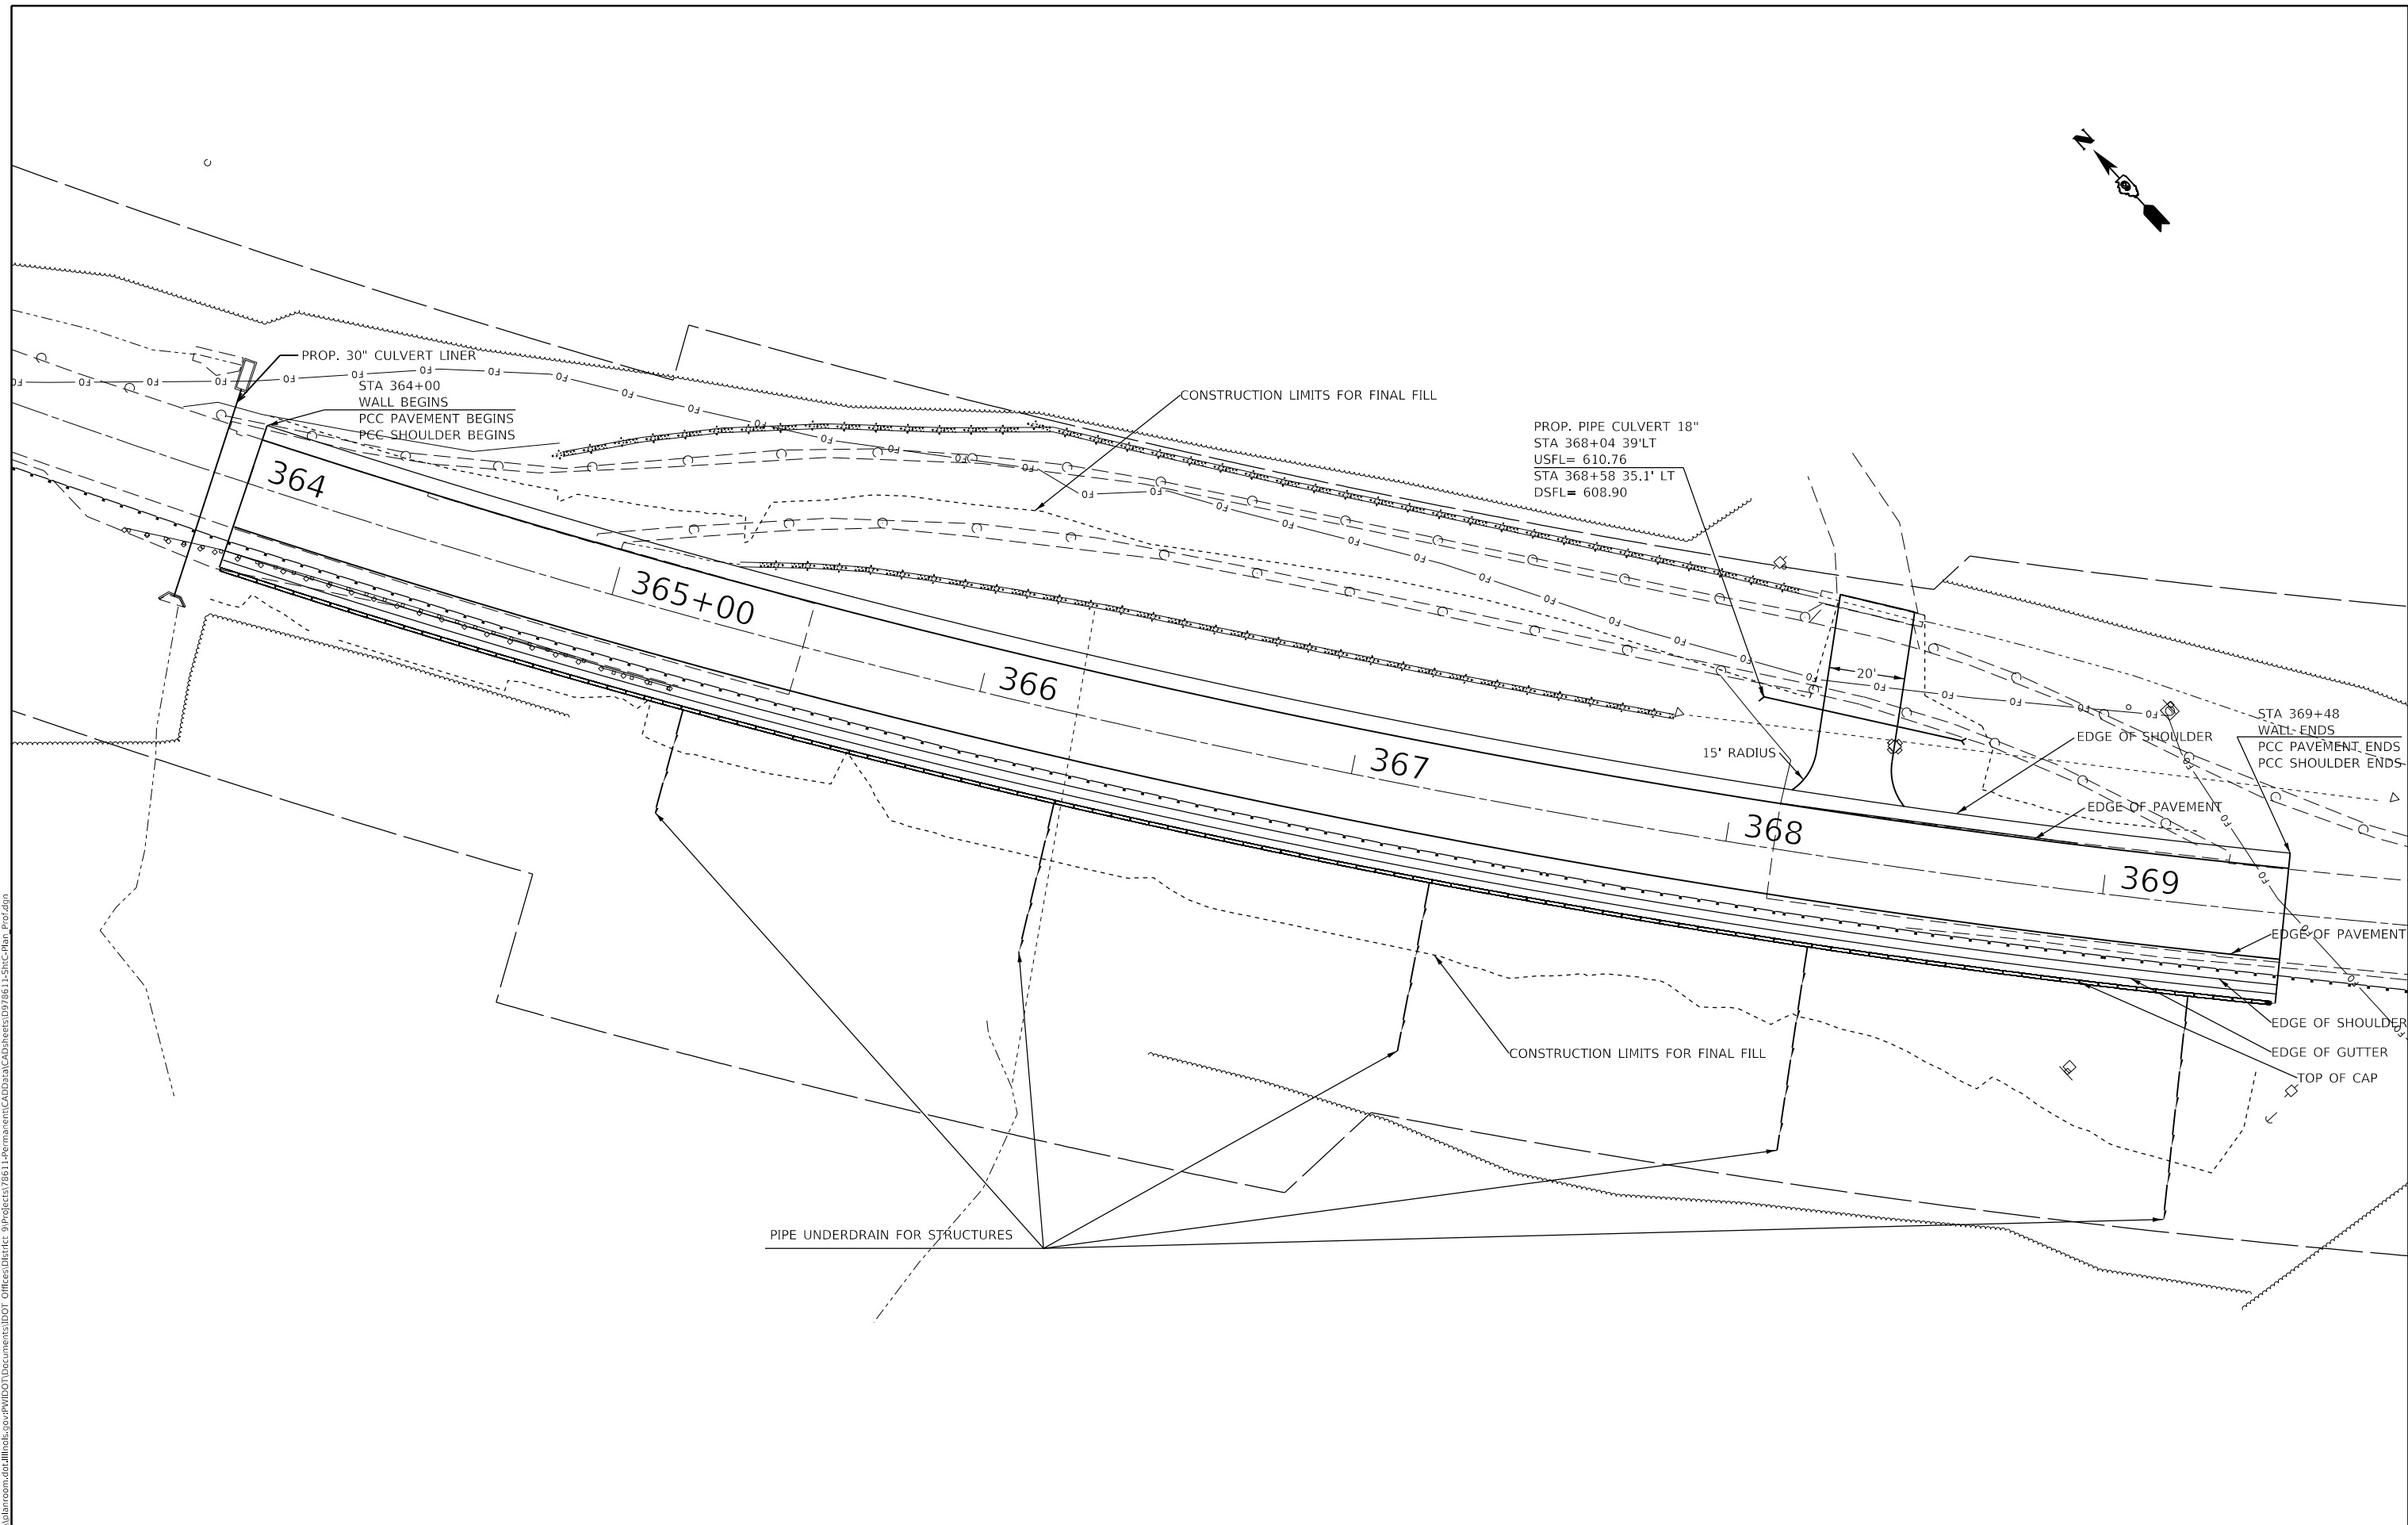 N
PROP. 30" CULVERT LINER
STA 364+00
WALL BEGINS
PCC PAVEMENT BEGINS
PCC SHOULDER BEGINS
CONSTRUCTION LIMITS FOR FINAL FILL
PROP. PIPE CULVERT 18"
STA 368+04 39'LT
USFL= 610.76
STA 368+58 35.1' LT
DSFL= 608.90
364
365+00
366
367
368
369
20'
15' RADIUS
EDGE OF SHOULDER
EDGE OF PAVEMENT
STA 369+48
WALL ENDS
PCC PAVEMENT ENDS
PCC SHOULDER ENDS
EDGE OF PAVEMENT
EDGE OF SHOULDER
EDGE OF GUTTER
TOP OF CAP
CONSTRUCTION LIMITS FOR FINAL FILL
PIPE UNDERDRAIN FOR STRUCTURES
FO